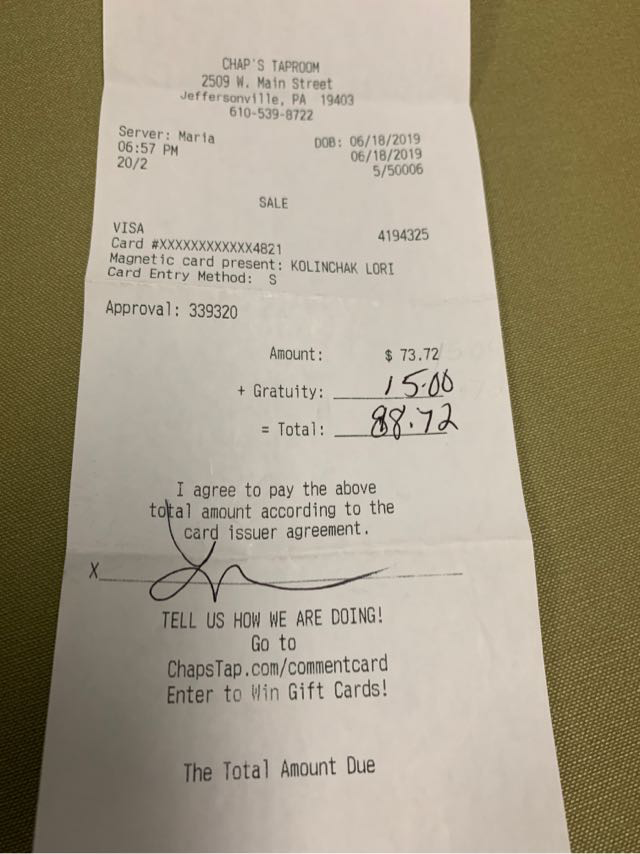 CHAP'S TAPROOM
2509 W. Main Street
Jeffersonville, PA 19403
610-539-8722
Server: Maria DOB: 06/18/2019
06:57 PM 06/18/2019
20/2 5/50006
SALE
VISA 4194325
Card #XXXXXXXXXXXX4821
Magnetic card present: KOLINCHAK LORI
Card Entry Method: S
Approval: 339320
Amount: $ 73.72
+ Gratuity: 15.00
= Total: 88.72
I agree to pay the above
total amount according to the
card issuer agreement.
X
TELL US HOW WE ARE DOING!
Go to
ChapsTap.com/commentcard
Enter to Win Gift Cards!
The Total Amount Due